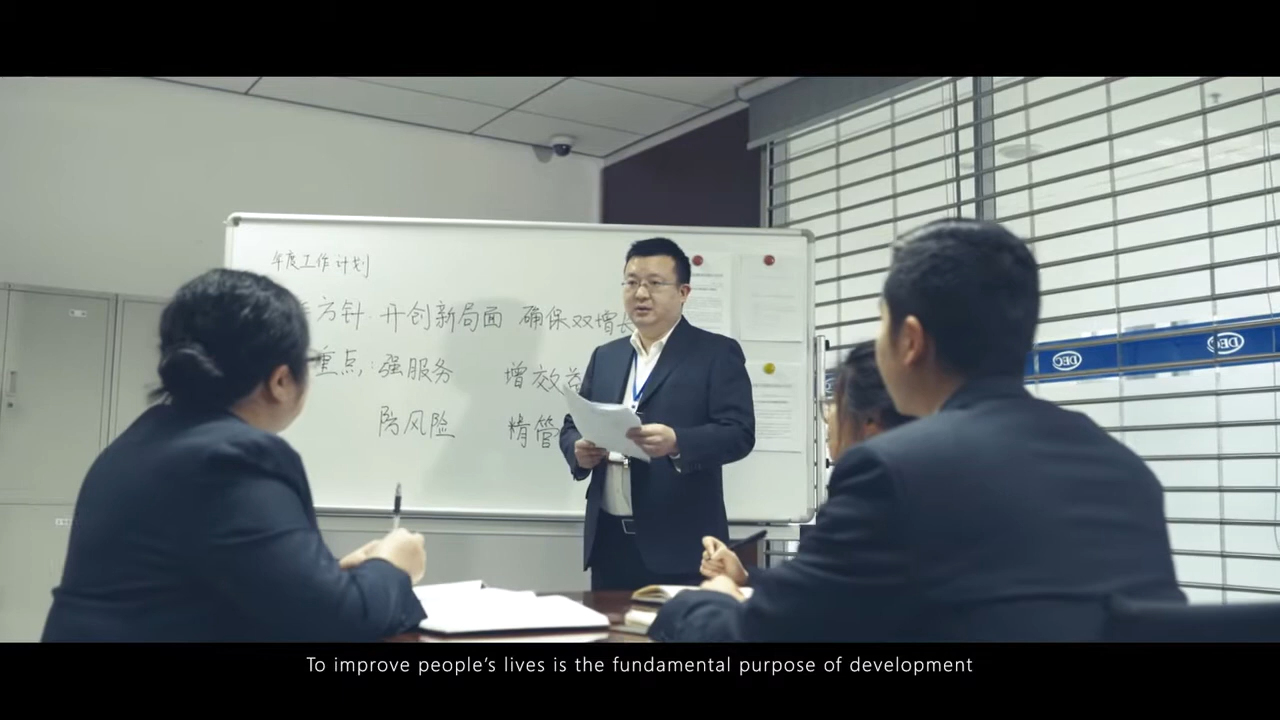 年度工作计划
方针 开创新局面 确保双增长
重点: 强服务 增效益
防风险 精管
DEC
DEC
To improve people's lives is the fundamental purpose of development